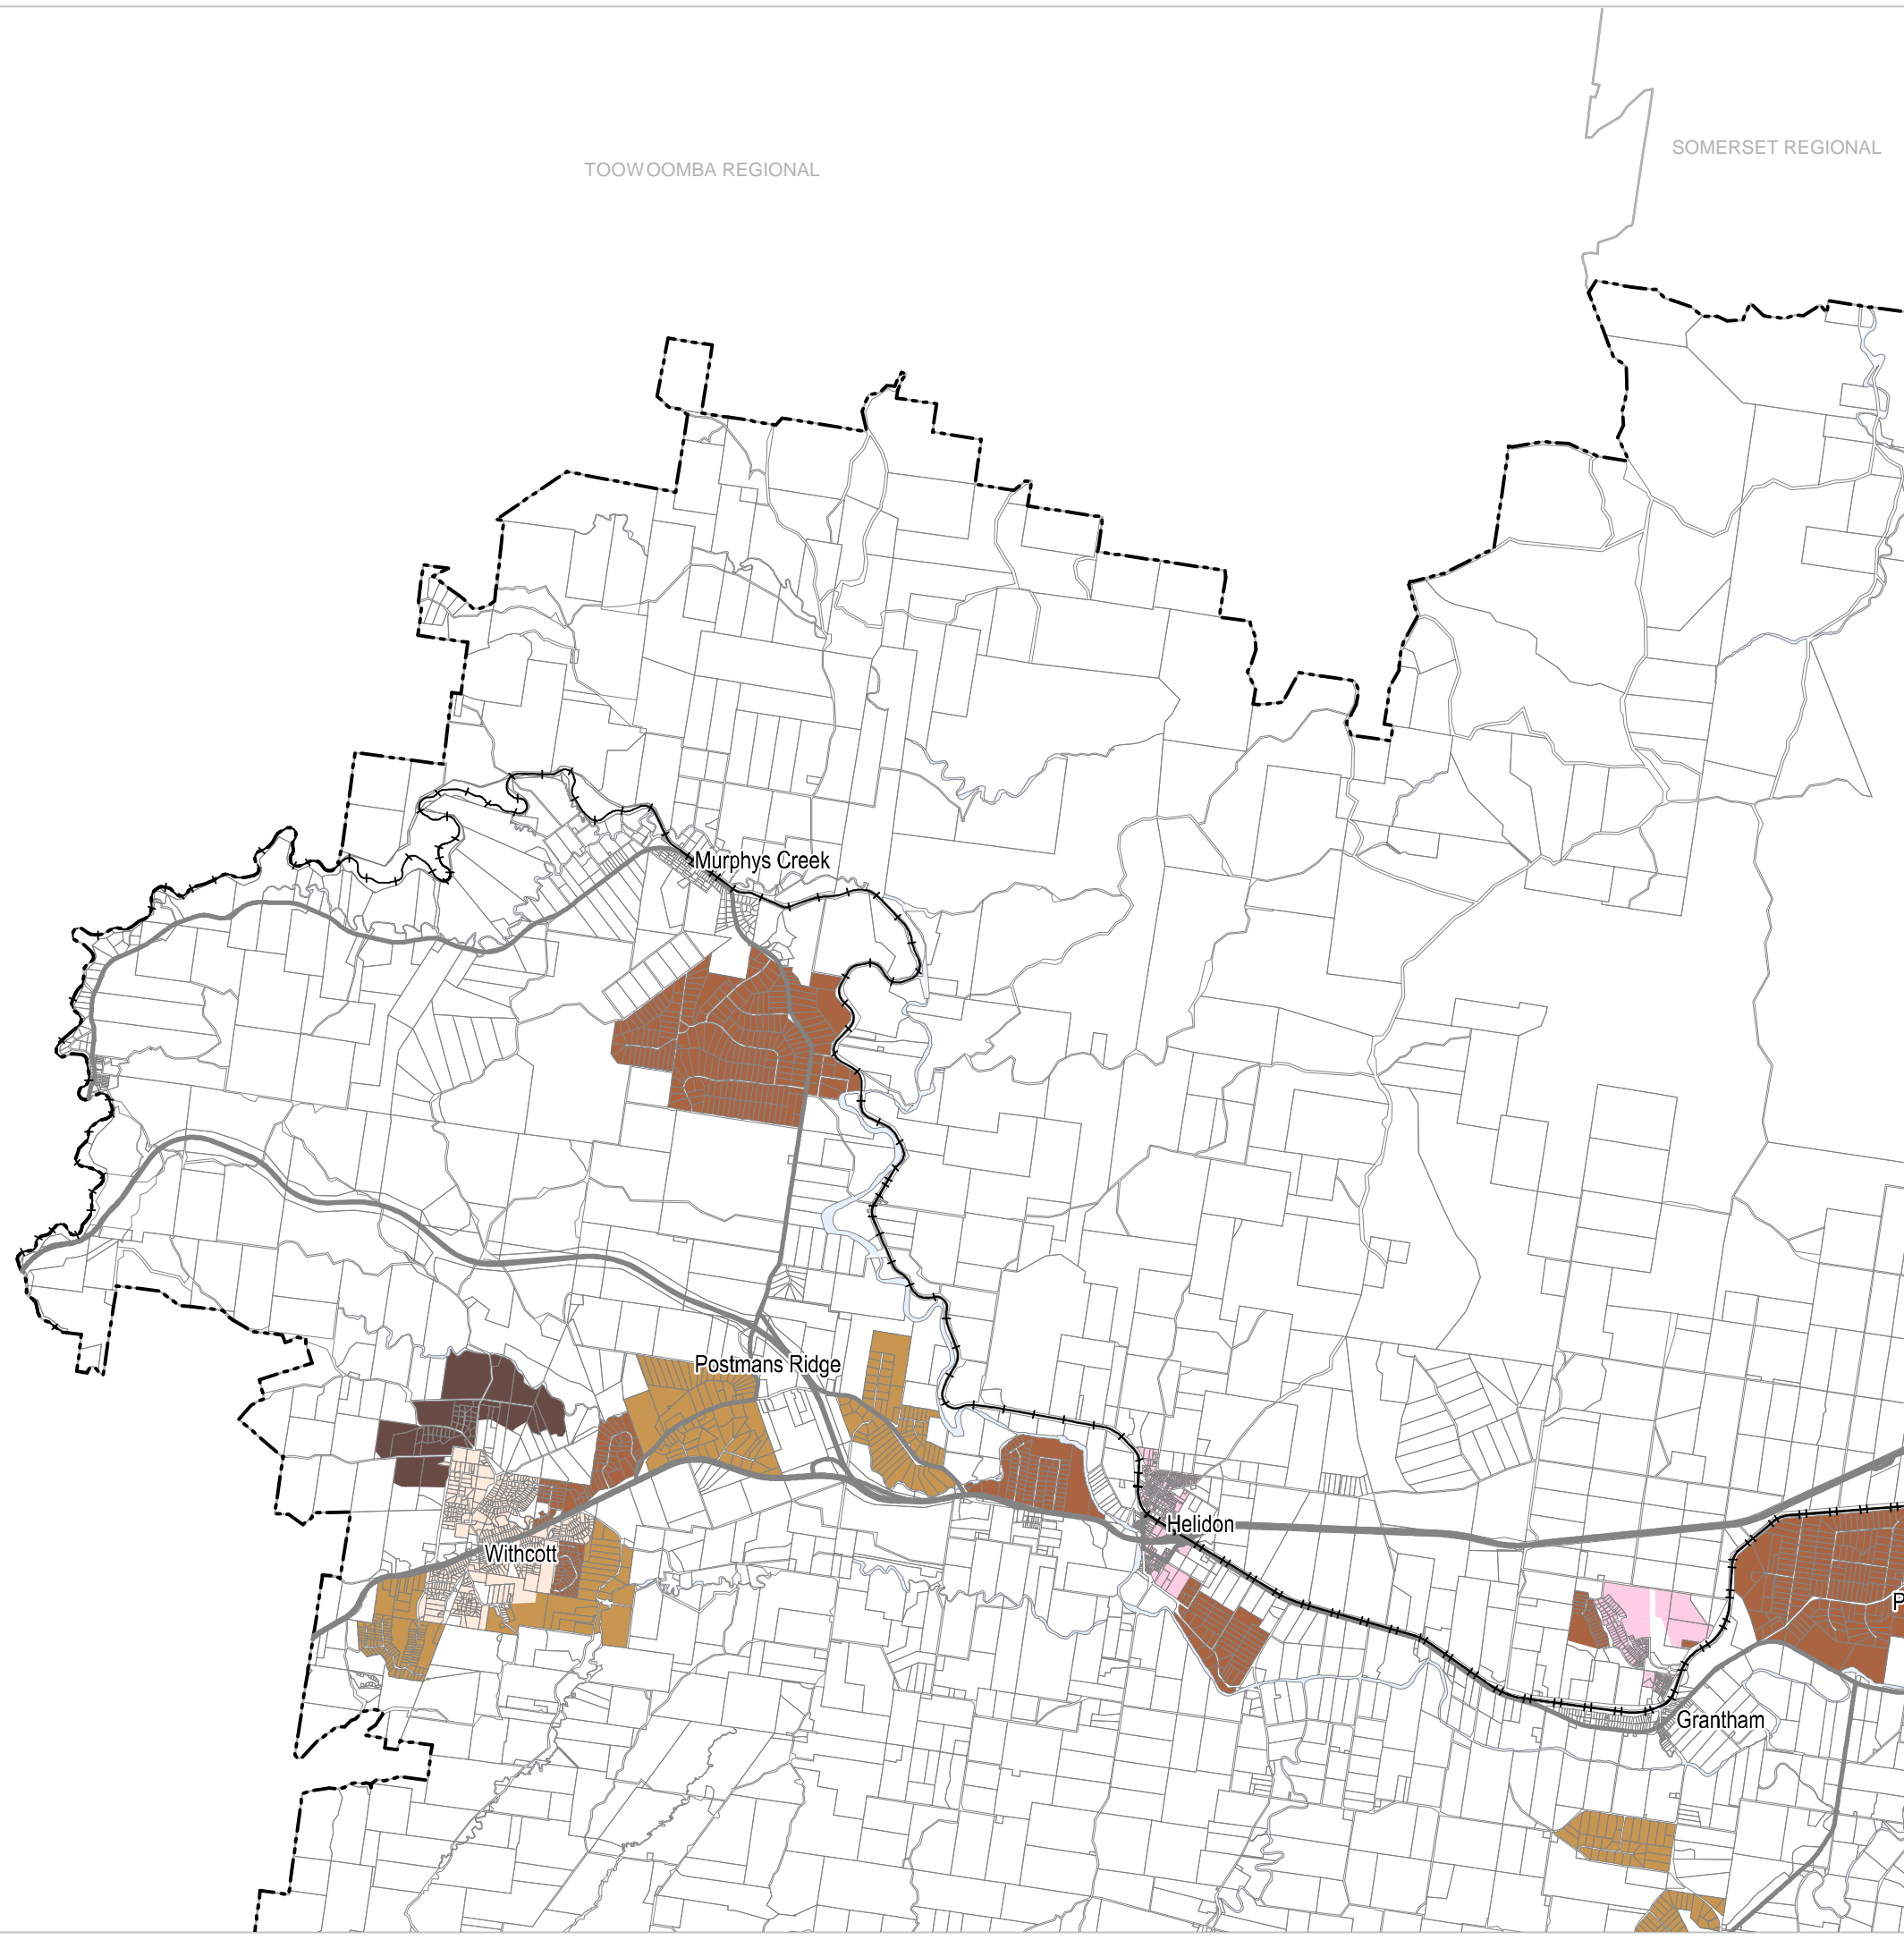 SOMERSET REGIONAL
TOOWOOMBA REGIONAL
Murphys Creek
Postmans Ridge
Helidon
Withcott
P
Grantham